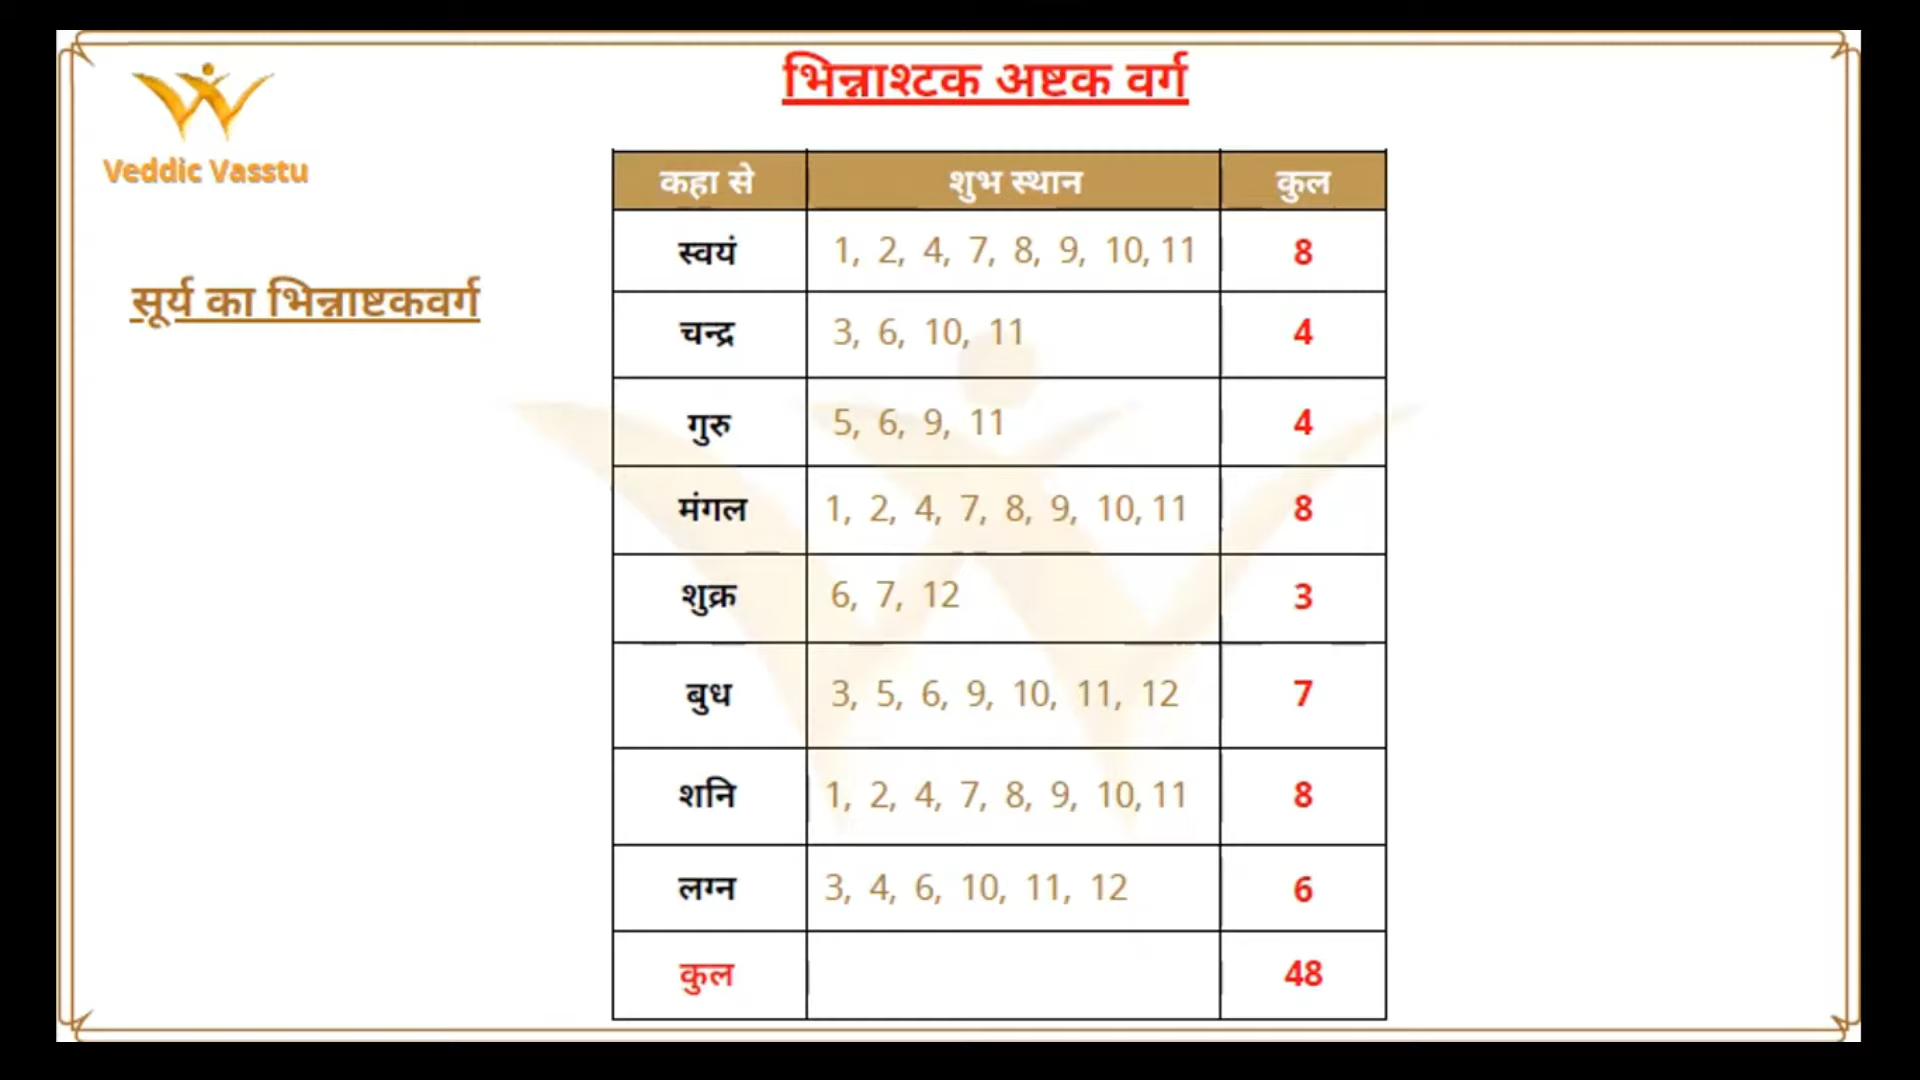 भिन्नाश्टक अष्टक वर्ग
Veddic Vasstu
सूर्य का भिन्नाष्टकवर्ग
कहा से शुभ स्थान कुल
स्वयं 1, 2, 4, 7, 8, 9, 10, 11 8
चन्द्र 3, 6, 10, 11 4
गुरु 5, 6, 9, 11 4
मंगल 1, 2, 4, 7, 8, 9, 10, 11 8
शुक्र 6, 7, 12 3
बुध 3, 5, 6, 9, 10, 11, 12 7
शनि 1, 2, 4, 7, 8, 9, 10, 11 8
लग्न 3, 4, 6, 10, 11, 12 6
कुल 48